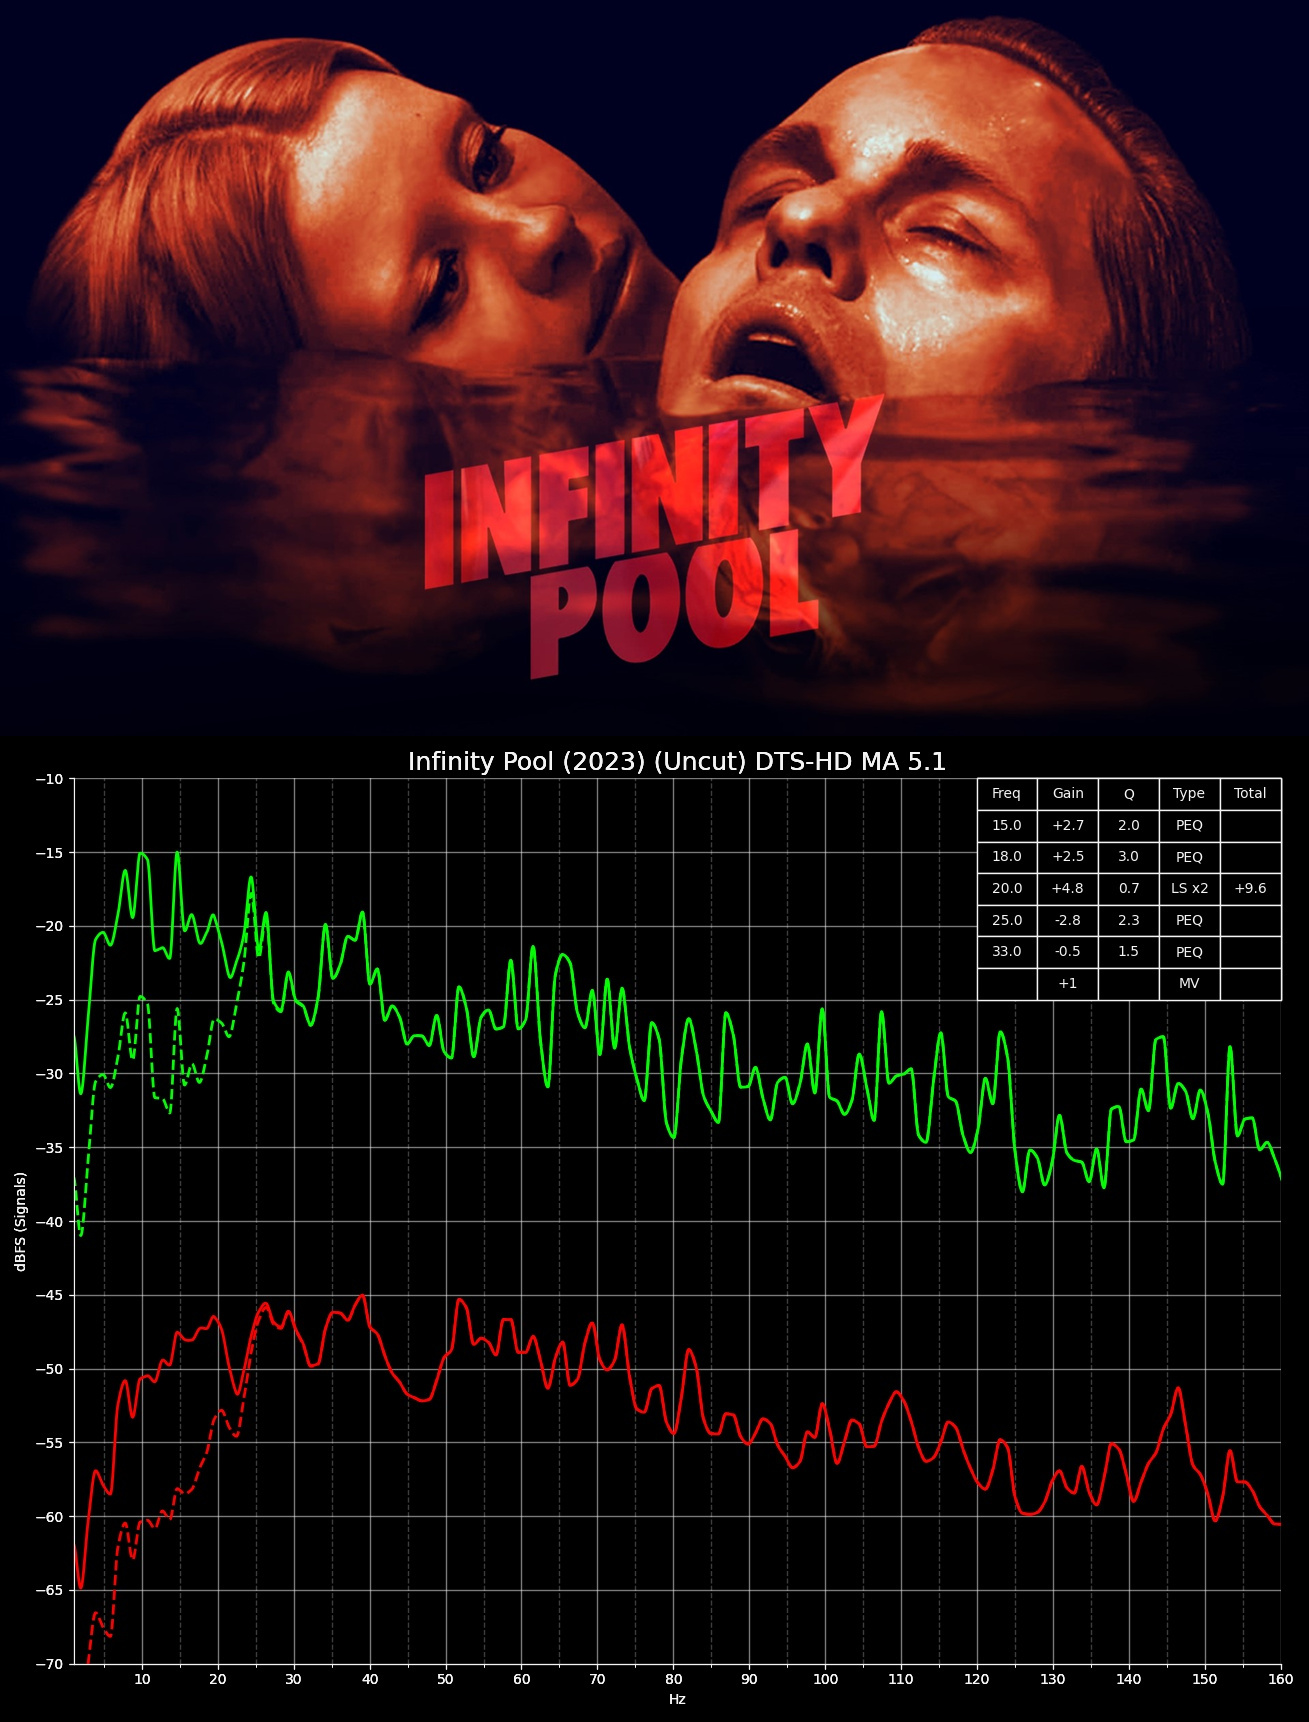 INFINITY
POOL
Infinity Pool (2023) (Uncut) DTS-HD MA 5.1
Freq Gain Q Type Total
15.0 +2.7 2.0 PEQ
18.0 +2.5 3.0 PEQ
20.0 +4.8 0.7 LS x2 +9.6
25.0 -2.8 2.3 PEQ
33.0 -0.5 1.5 PEQ
+1 MV
−10
−15
−20
−25
−30
−35
−40
−45
−50
−55
−60
−65
−70
dBFS (Signals)
10 20 30 40 50 60 70 80 90 100 110 120 130 140 150 160
Hz